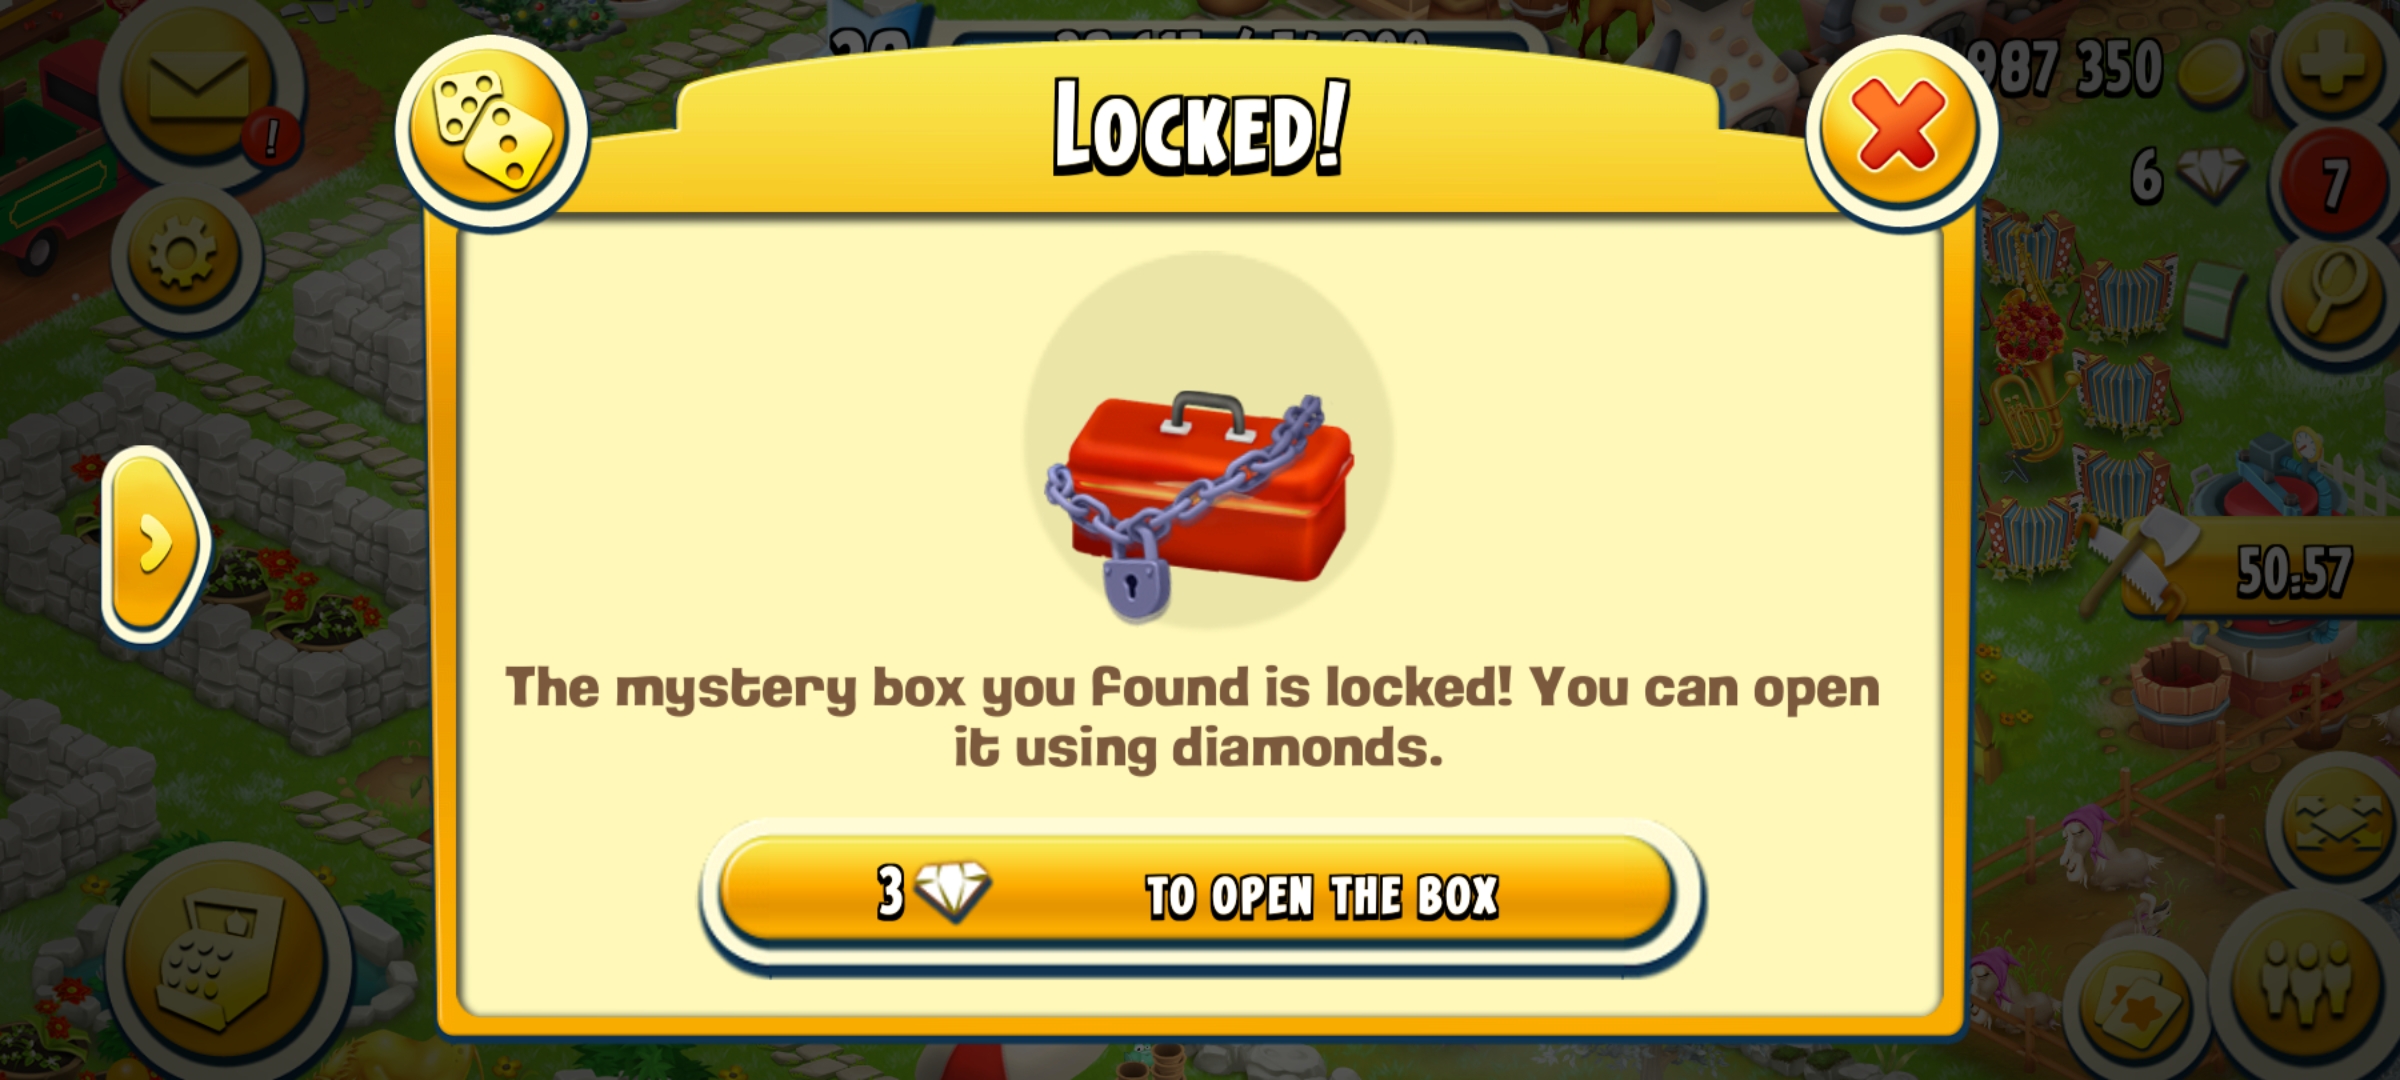 LOCKED!
987 350
6
7
!
50:57
The mystery box you found is locked! You can open
it using diamonds.
3 TO OPEN THE BOX